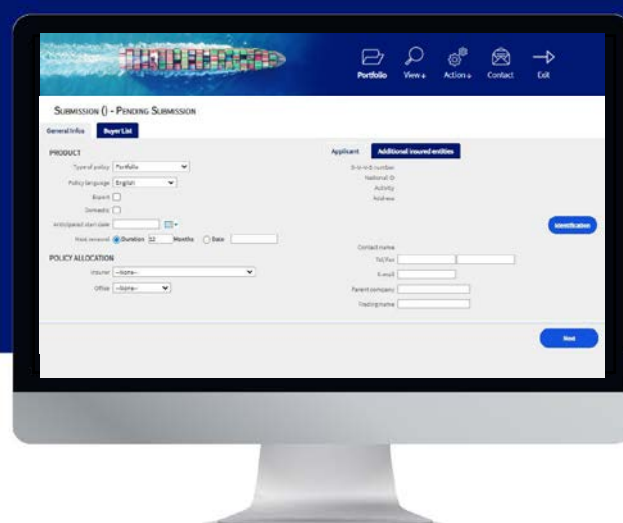 Portfolio View Action Contact Exit
SUBMISSION () - PENDING SUBMISSION
General Infos Buyer List
Applicant Additional insured entities
PRODUCT
Type of policy Portfolio
Policy language English
Export
Domestic
Anticipated start date
Next renewal Duration 12 Months Date
POLICY ALLOCATION
Insurer --None--
Office --None--
National ID
Activity
Address
Identification
Contact name
Tel/Fax
E-mail
Parent company
Trading name
Next